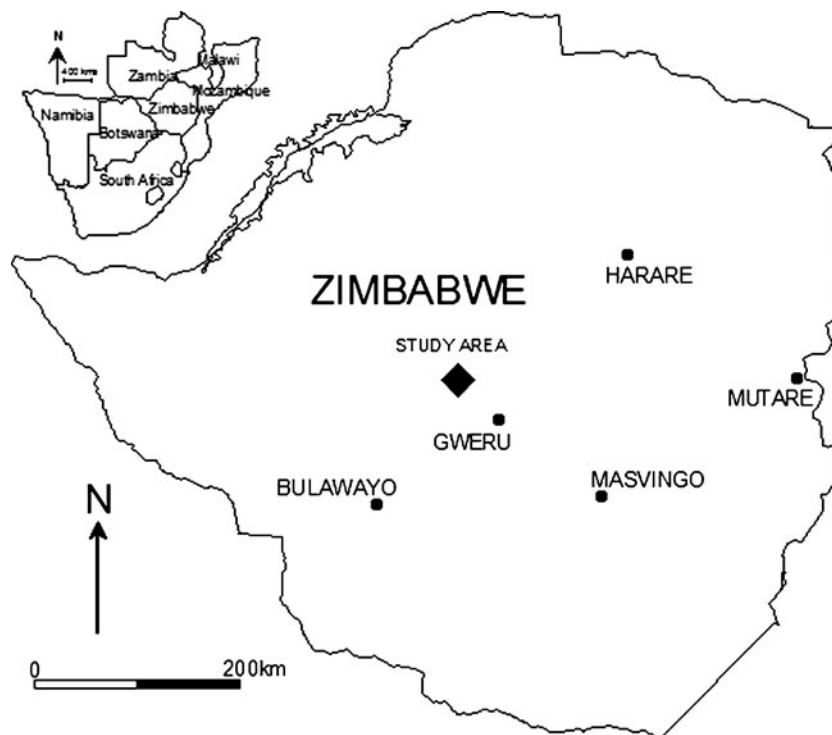 N
400 kms
Malawi
Zambia
Mozambique
Zimbabwe
Namibia
Botswana
South Africa
HARARE
ZIMBABWE
STUDY AREA
MUTARE
GWERU
BULAWAYO
MASVINGO
N
0 200km